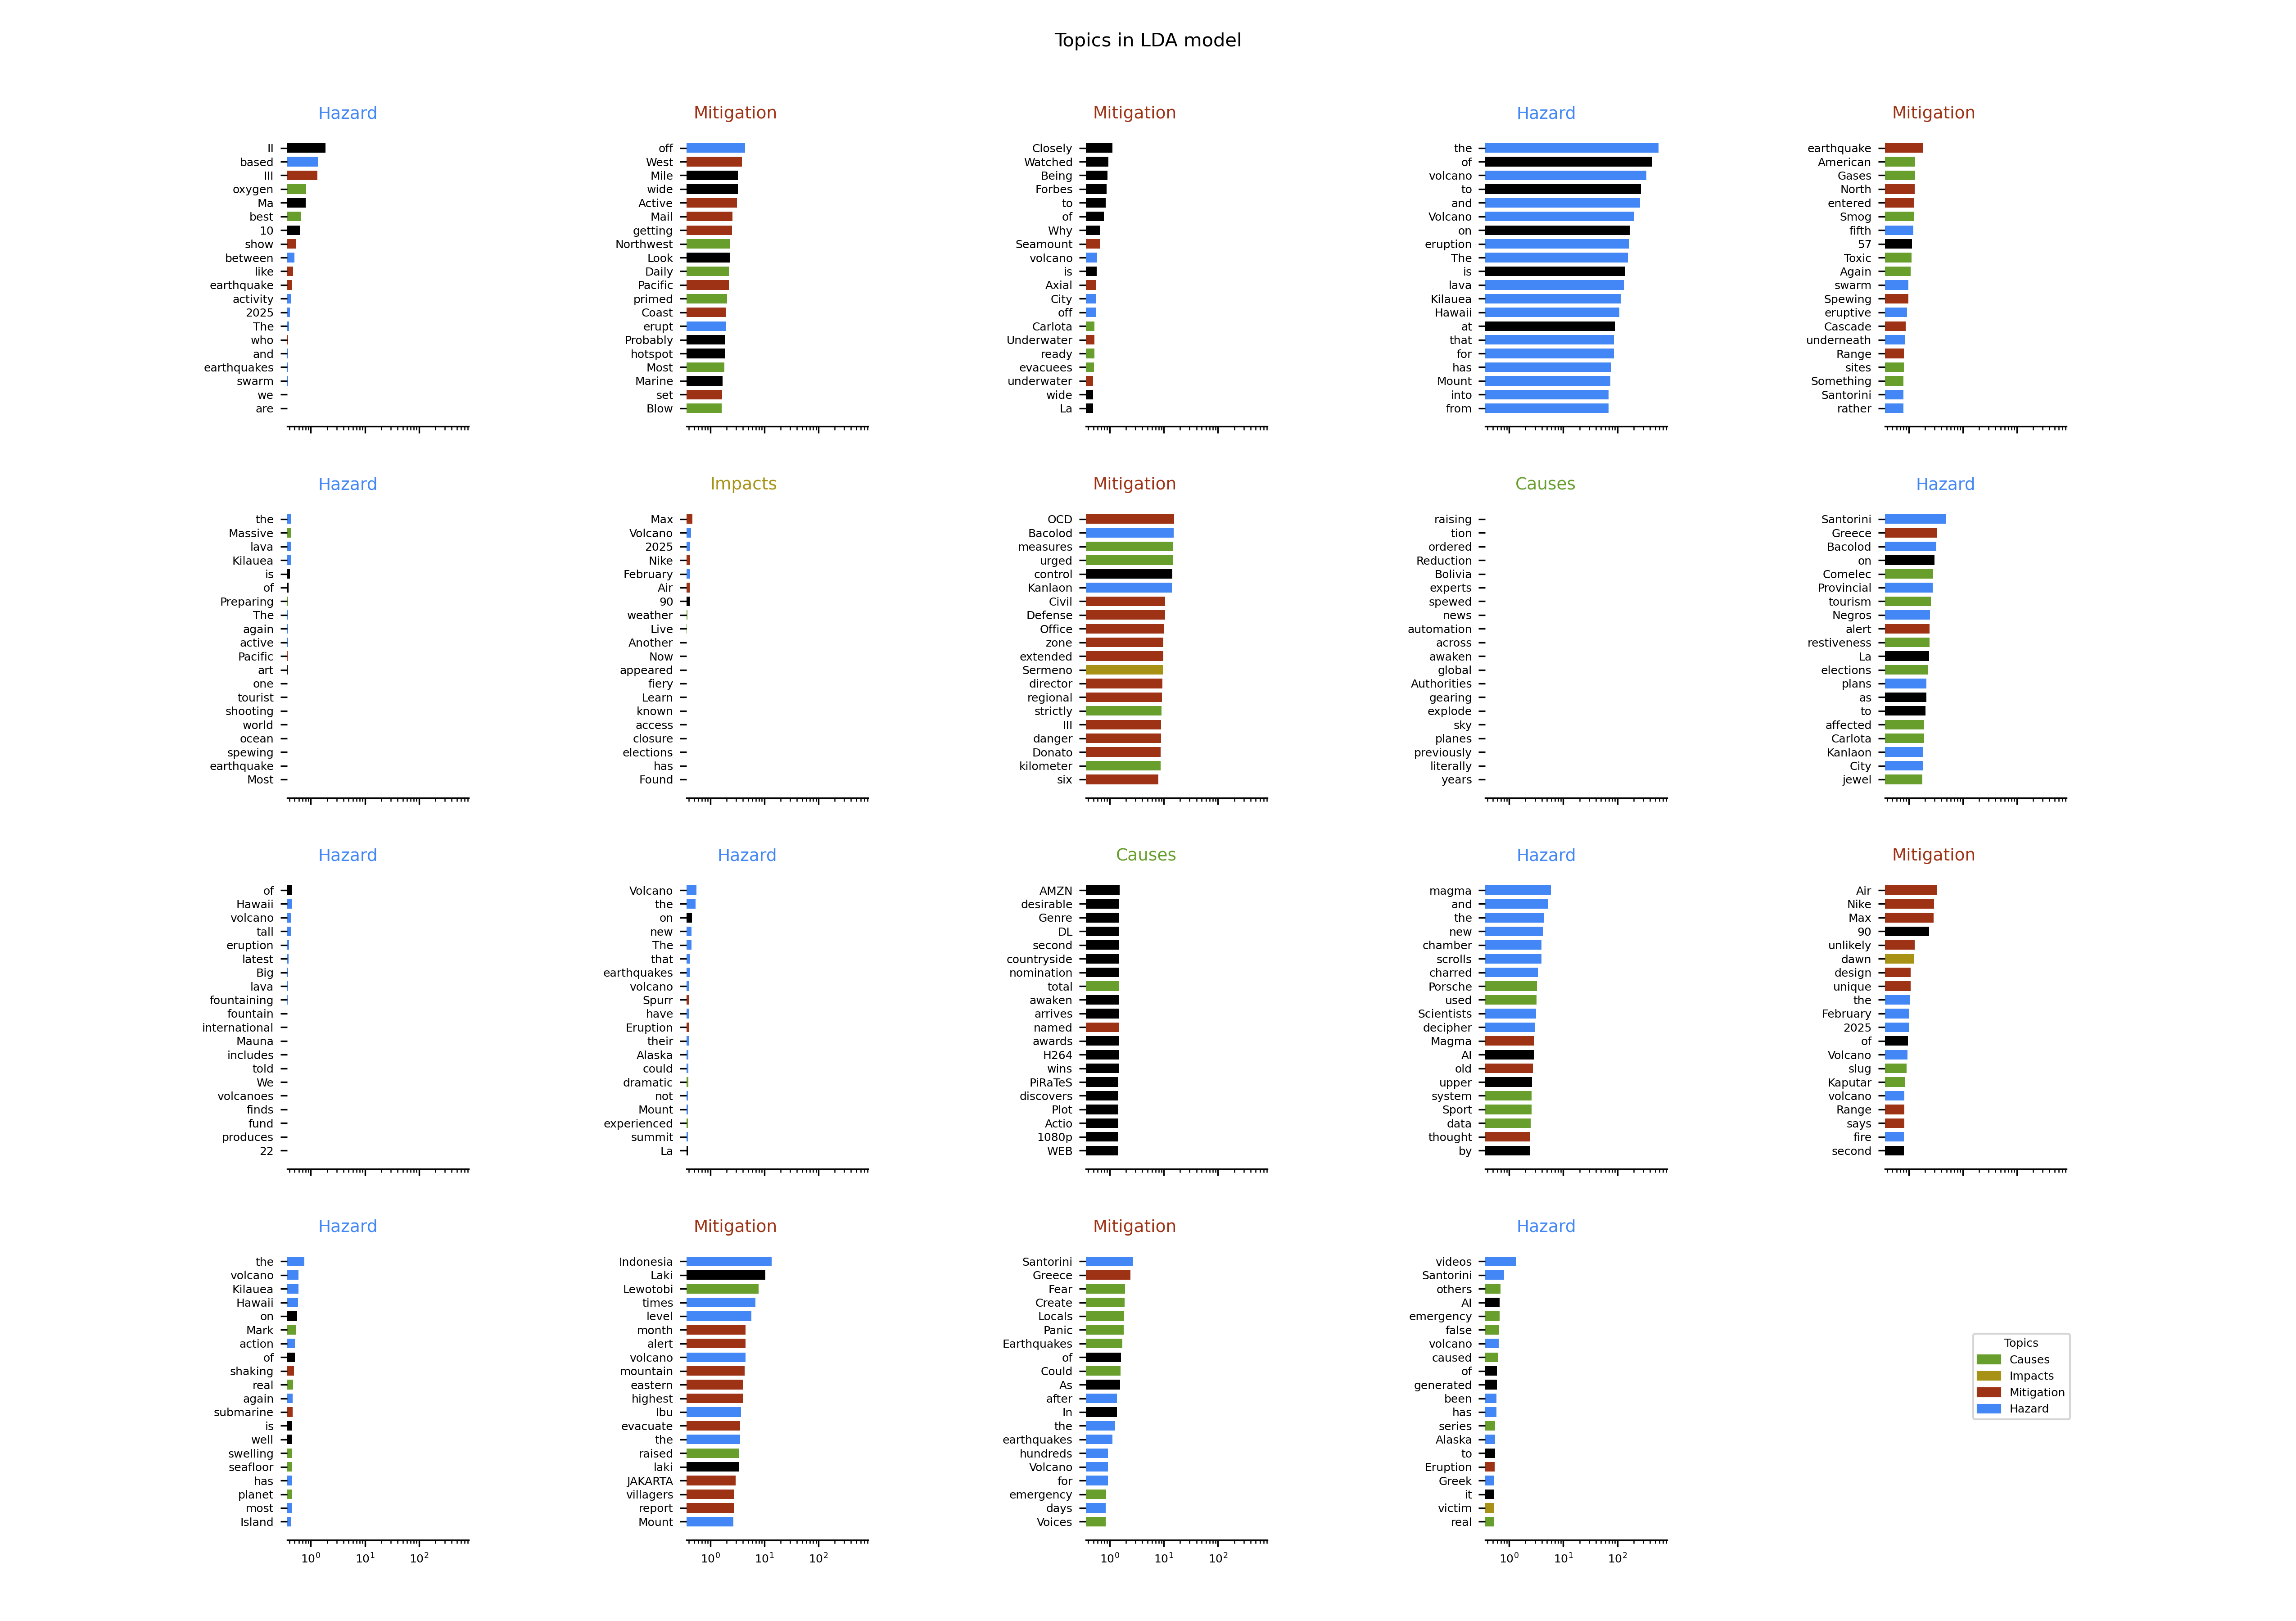 Topics in LDA model
Hazard
II
based
III
oxygen
Ma
best
10
show
between
like
earthquake
activity
2025
The
who
and
earthquakes
swarm
we
are
Mitigation
off
West
Mile
wide
Active
Mail
getting
Northwest
Look
Daily
Pacific
primed
Coast
erupt
Probably
hotspot
Most
Marine
set
Blow
Mitigation
Closely
Watched
Being
Forbes
to
of
Why
Seamount
volcano
is
Axial
City
off
Carlota
Underwater
ready
evacuees
underwater
wide
La
Hazard
the
of
volcano
to
and
Volcano
on
eruption
The
is
lava
Kilauea
Hawaii
at
that
for
has
Mount
into
from
Mitigation
earthquake
American
Gases
North
entered
Smog
fifth
57
Toxic
Again
swarm
Spewing
eruptive
Cascade
underneath
Range
sites
Something
Santorini
rather
Hazard
the
Massive
lava
Kilauea
is
of
Preparing
The
again
active
Pacific
art
one
tourist
shooting
world
ocean
spewing
earthquake
Most
Impacts
Max
Volcano
2025
Nike
February
Air
90
weather
Live
Another
Now
appeared
fiery
Learn
known
access
closure
elections
has
Found
Mitigation
OCD
Bacolod
measures
urged
control
Kanlaon
Civil
Defense
Office
zone
extended
Sermeno
director
regional
strictly
III
danger
Donato
kilometer
six
Causes
raising
tion
ordered
Reduction
Bolivia
experts
spewed
news
automation
across
awaken
global
Authorities
gearing
explode
sky
planes
previously
literally
years
Hazard
Santorini
Greece
Bacolod
on
Comelec
Provincial
tourism
Negros
alert
restiveness
La
elections
plans
as
to
affected
Carlota
Kanlaon
City
jewel
Hazard
of
Hawaii
volcano
tall
eruption
latest
Big
lava
fountaining
fountain
international
Mauna
includes
told
We
volcanoes
finds
fund
produces
22
Hazard
Volcano
the
on
new
The
that
earthquakes
volcano
Spurr
have
Eruption
their
Alaska
could
dramatic
not
Mount
experienced
summit
La
Causes
AMZN
desirable
Genre
DL
second
countryside
nomination
total
awaken
arrives
named
awards
H264
wins
PiRaTeS
discovers
Plot
Actio
1080p
WEB
Hazard
magma
and
the
new
chamber
scrolls
charred
Porsche
used
Scientists
decipher
Magma
AI
old
upper
system
Sport
data
thought
by
Mitigation
Air
Nike
Max
90
unlikely
dawn
design
unique
the
February
2025
of
Volcano
slug
Kaputar
volcano
Range
says
fire
second
Hazard
the
volcano
Kilauea
Hawaii
on
Mark
action
of
shaking
real
again
submarine
is
well
swelling
seafloor
has
planet
most
Island
10⁰ 10¹ 10²
Mitigation
Indonesia
Laki
Lewotobi
times
level
month
alert
volcano
mountain
eastern
highest
Ibu
evacuate
the
raised
laki
JAKARTA
villagers
report
Mount
10⁰ 10¹ 10²
Mitigation
Santorini
Greece
Fear
Create
Locals
Panic
Earthquakes
of
Could
As
after
In
the
earthquakes
hundreds
Volcano
for
emergency
days
Voices
10⁰ 10¹ 10²
Hazard
videos
Santorini
others
AI
emergency
false
volcano
caused
of
generated
been
has
series
Alaska
to
Eruption
Greek
it
victim
real
10⁰ 10¹ 10²
Topics
Causes
Impacts
Mitigation
Hazard